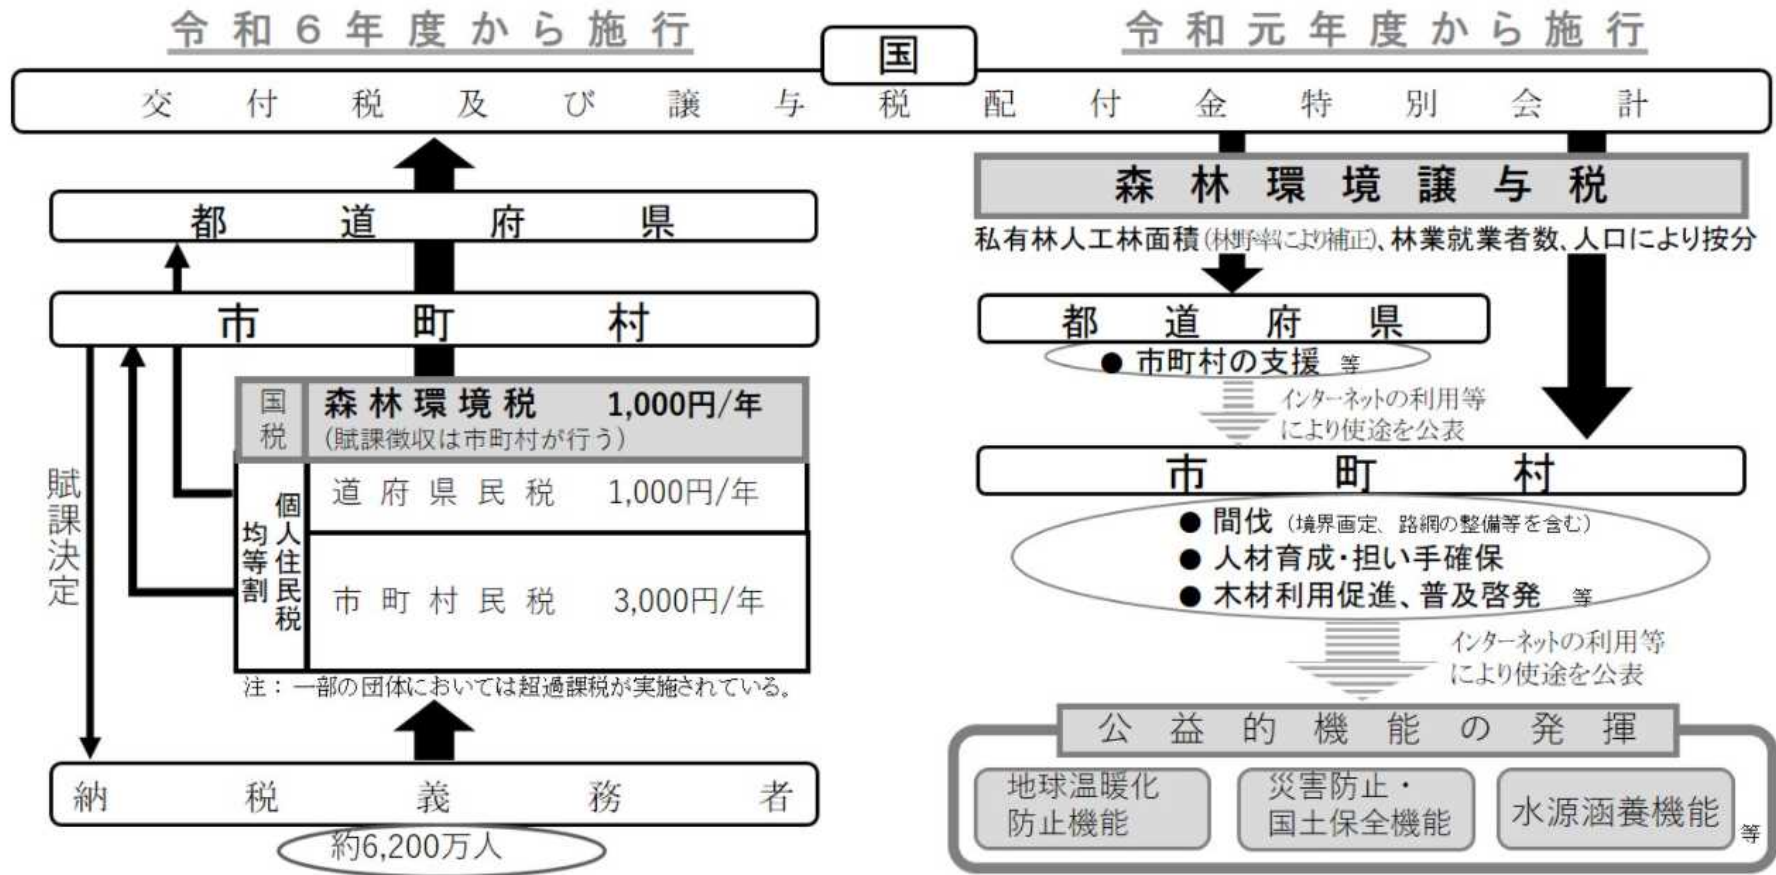 令和６年度から施行
令和元年度から施行
国
交付税及び譲与税配付金特別会計
都道府県
市町村
国税
森林環境税 1,000円/年
(賦課徴収は市町村が行う)
個人住民税
均等割
道府県民税 1,000円/年
市町村民税 3,000円/年
注：一部の団体においては超過課税が実施されている。
賦課決定
納税義務者
約6,200万人
森林環境譲与税
私有林人工林面積(林野率により補正)、林業就業者数、人口により按分
都道府県
● 市町村の支援 等
インターネットの利用等
により使途を公表
市町村
● 間伐（境界画定、路網の整備等を含む）
● 人材育成・担い手確保
● 木材利用促進、普及啓発 等
インターネットの利用等
により使途を公表
公益的機能の発揮
地球温暖化
防止機能
災害防止・
国土保全機能
水源涵養機能
等